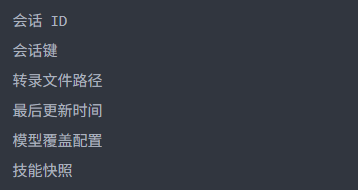 会话 ID
会话键
转录文件路径
最后更新时间
模型覆盖配置
技能快照